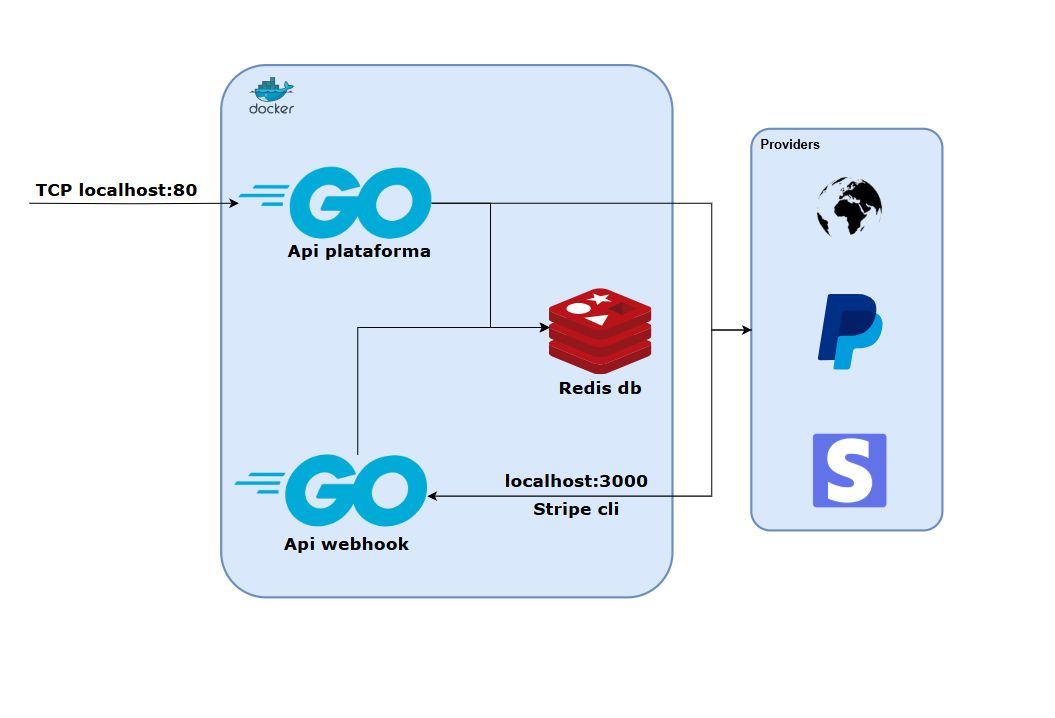 docker
Providers
TCP localhost:80
GO
Api plataforma
Redis db
localhost:3000
Stripe cli
GO
Api webhook
S